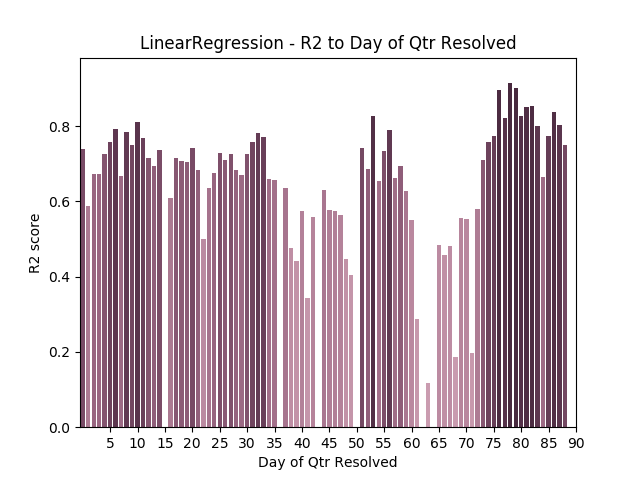 LinearRegression - R2 to Day of Qtr Resolved
R2 score
0.8
0.6
0.4
0.2
0.0
5 10 15 20 25 30 35 40 45 50 55 60 65 70 75 80 85 90
Day of Qtr Resolved